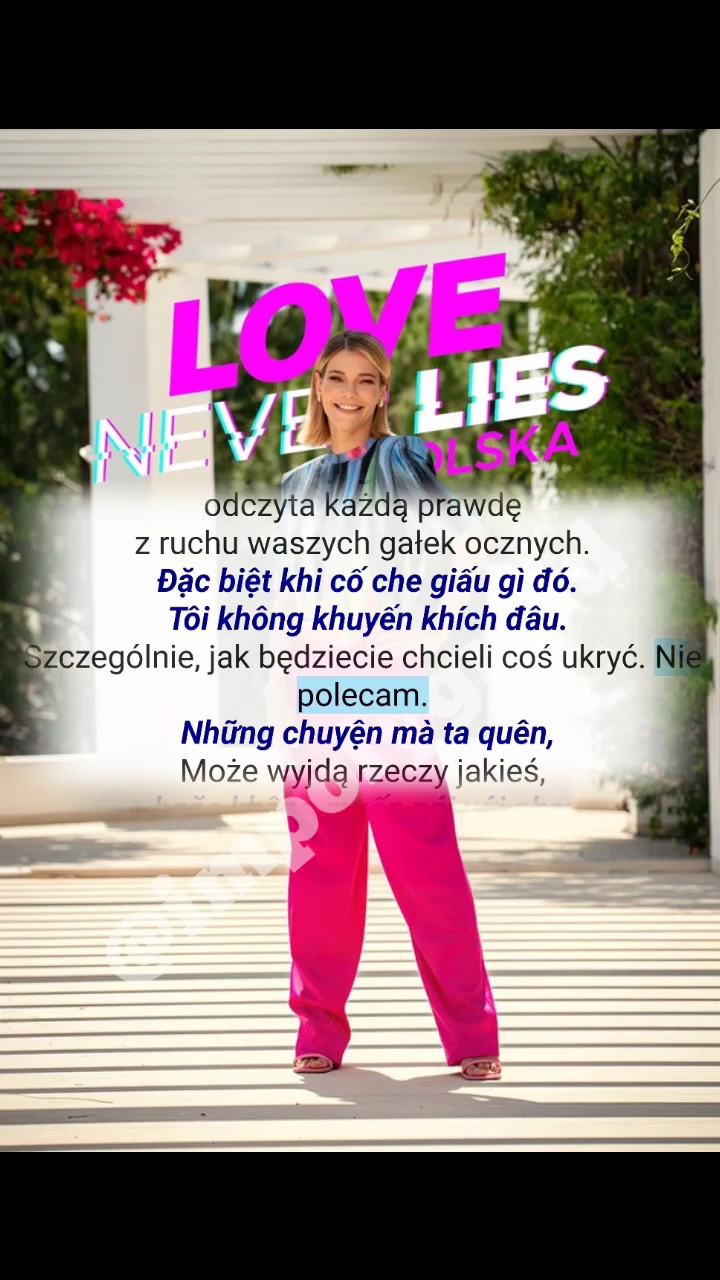 LOVE
LIES
odczyta każdą prawdę
z ruchu waszych gałek ocznych.
Đặc biệt khi cố che giấu gì đó.
Tôi không khuyến khích đâu.
Szczególnie, jak będziecie chcieli coś ukryć. Nie
polecam.
Những chuyện mà ta quên,
Może wyjdą rzeczy jakieś,